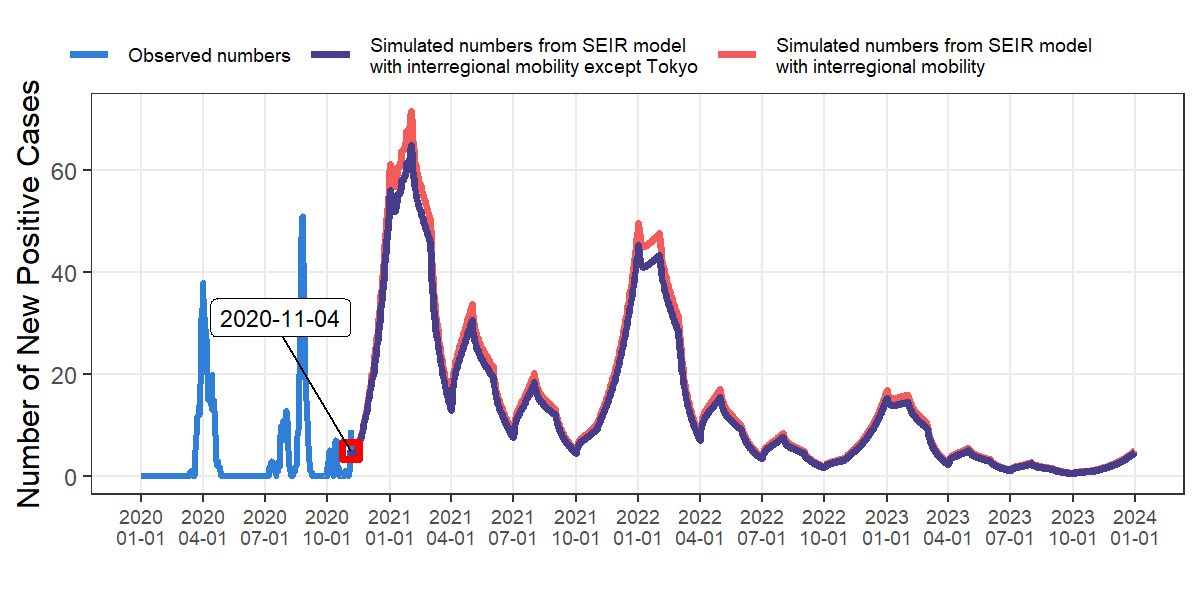 Observed numbers
Simulated numbers from SEIR model
with interregional mobility except Tokyo
Simulated numbers from SEIR model
with interregional mobility
Number of New Positive Cases
60
40
20
0
2020-11-04
2020 2020 2020 2020 2021 2021 2021 2021 2022 2022 2022 2022 2023 2023 2023 2023 2024
01-01 04-01 07-01 10-01 01-01 04-01 07-01 10-01 01-01 04-01 07-01 10-01 01-01 04-01 07-01 10-01 01-01